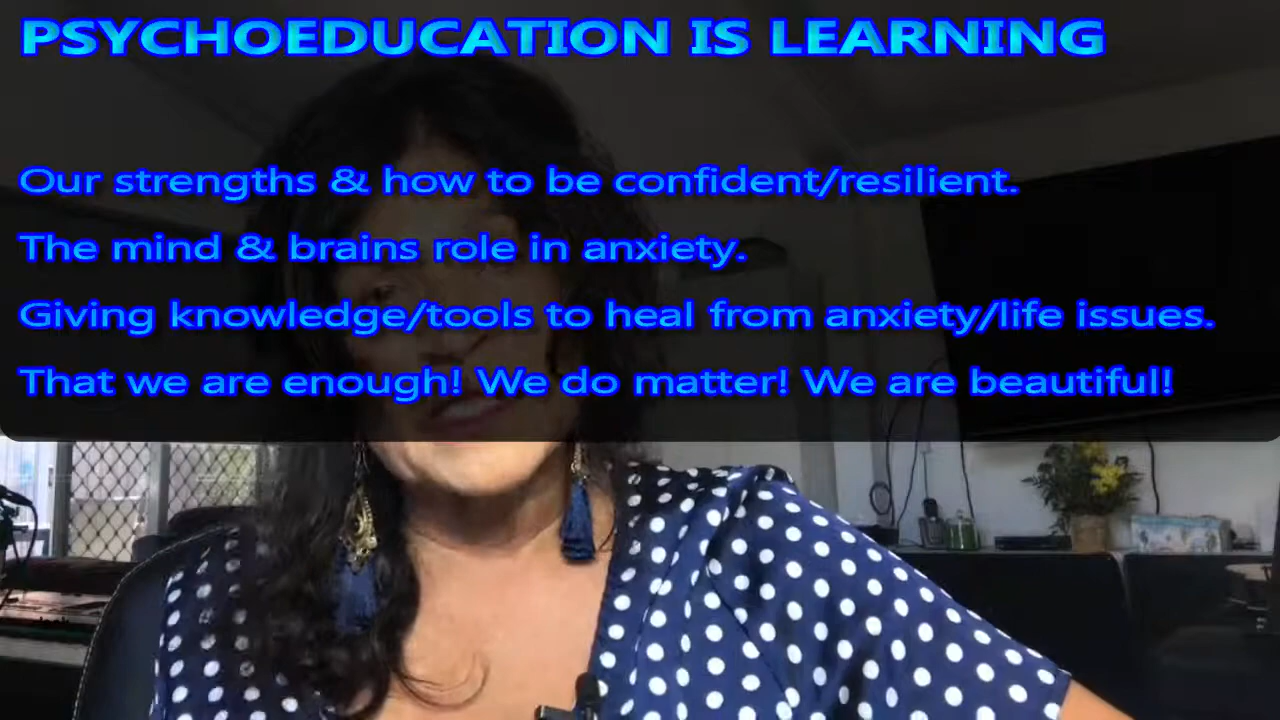 PSYCHOEDUCATION IS LEARNING
Our strengths & how to be confident/resilient.
The mind & brains role in anxiety.
Giving knowledge/tools to heal from anxiety/life issues.
That we are enough! We do matter! We are beautiful!